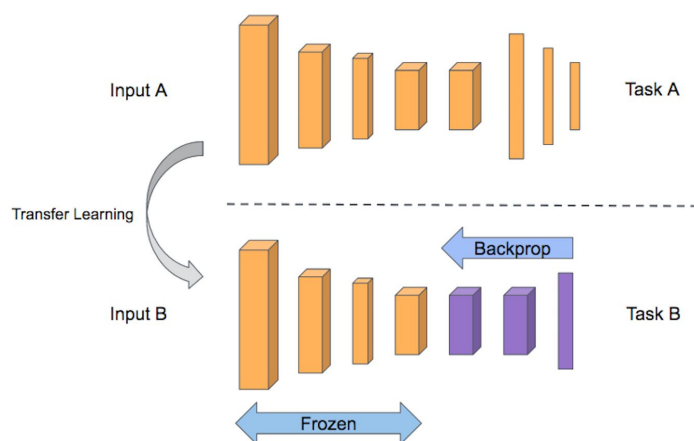 Input A
Task A
Transfer Learning
Backprop
Input B
Task B
Frozen